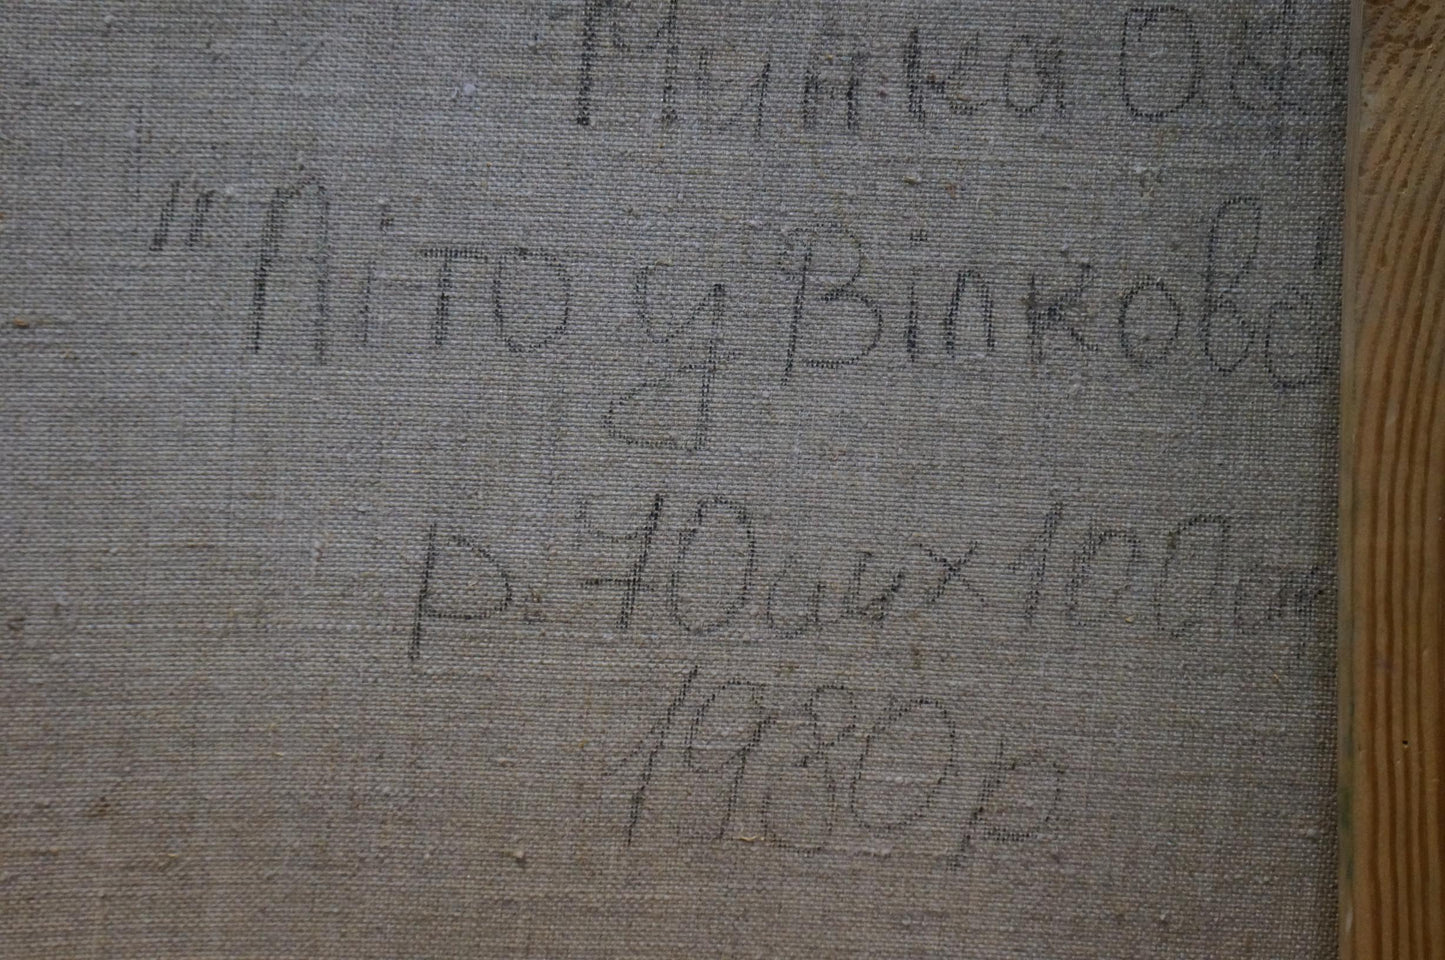 Минка О.Ф
"Літо у Вілкові"
р. 70см х 100см
1980р